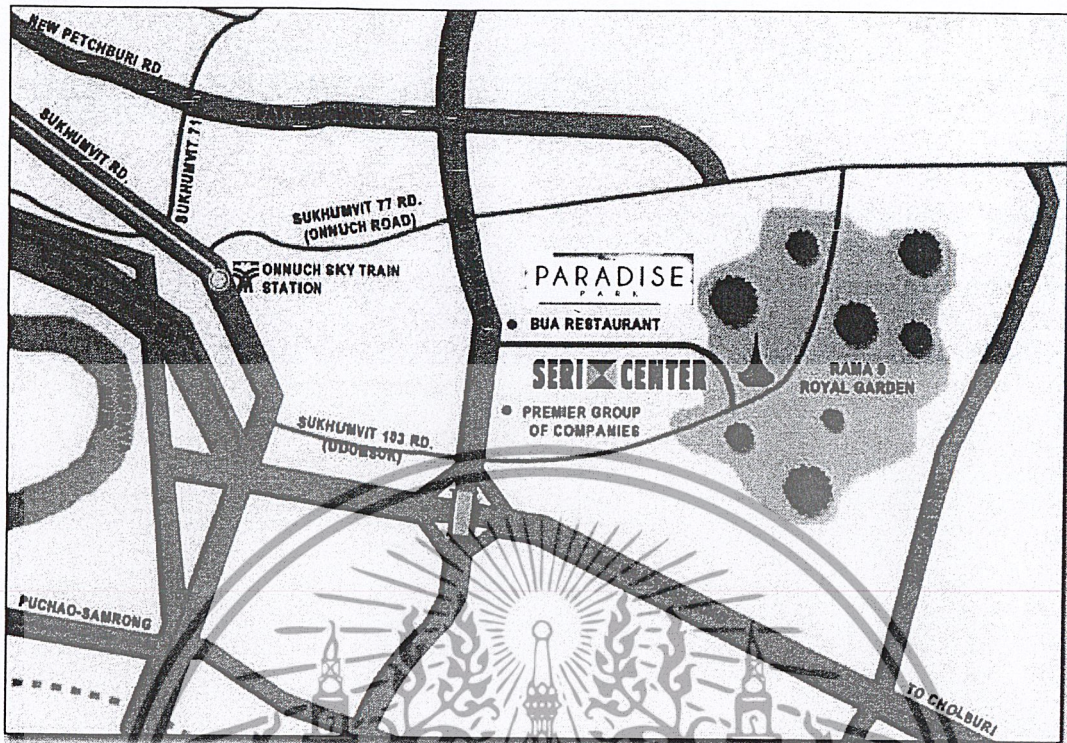 NEW PETCHBURI RD.
SUKHUMVIT RD.
SUKHUMVIT 71
SUKHUMVIT 77 RD.
(ONNUCH ROAD)
ONNUCH SKY TRAIN
STATION
PARADISE
PARK
BUA RESTAURANT
SERI CENTER
PREMIER GROUP
OF COMPANIES
RAMA 9
ROYAL GARDEN
SUKHUMVIT 103 RD.
(UDOMSUK)
PUCHAO-SAMRONG
TO CHOLBURI